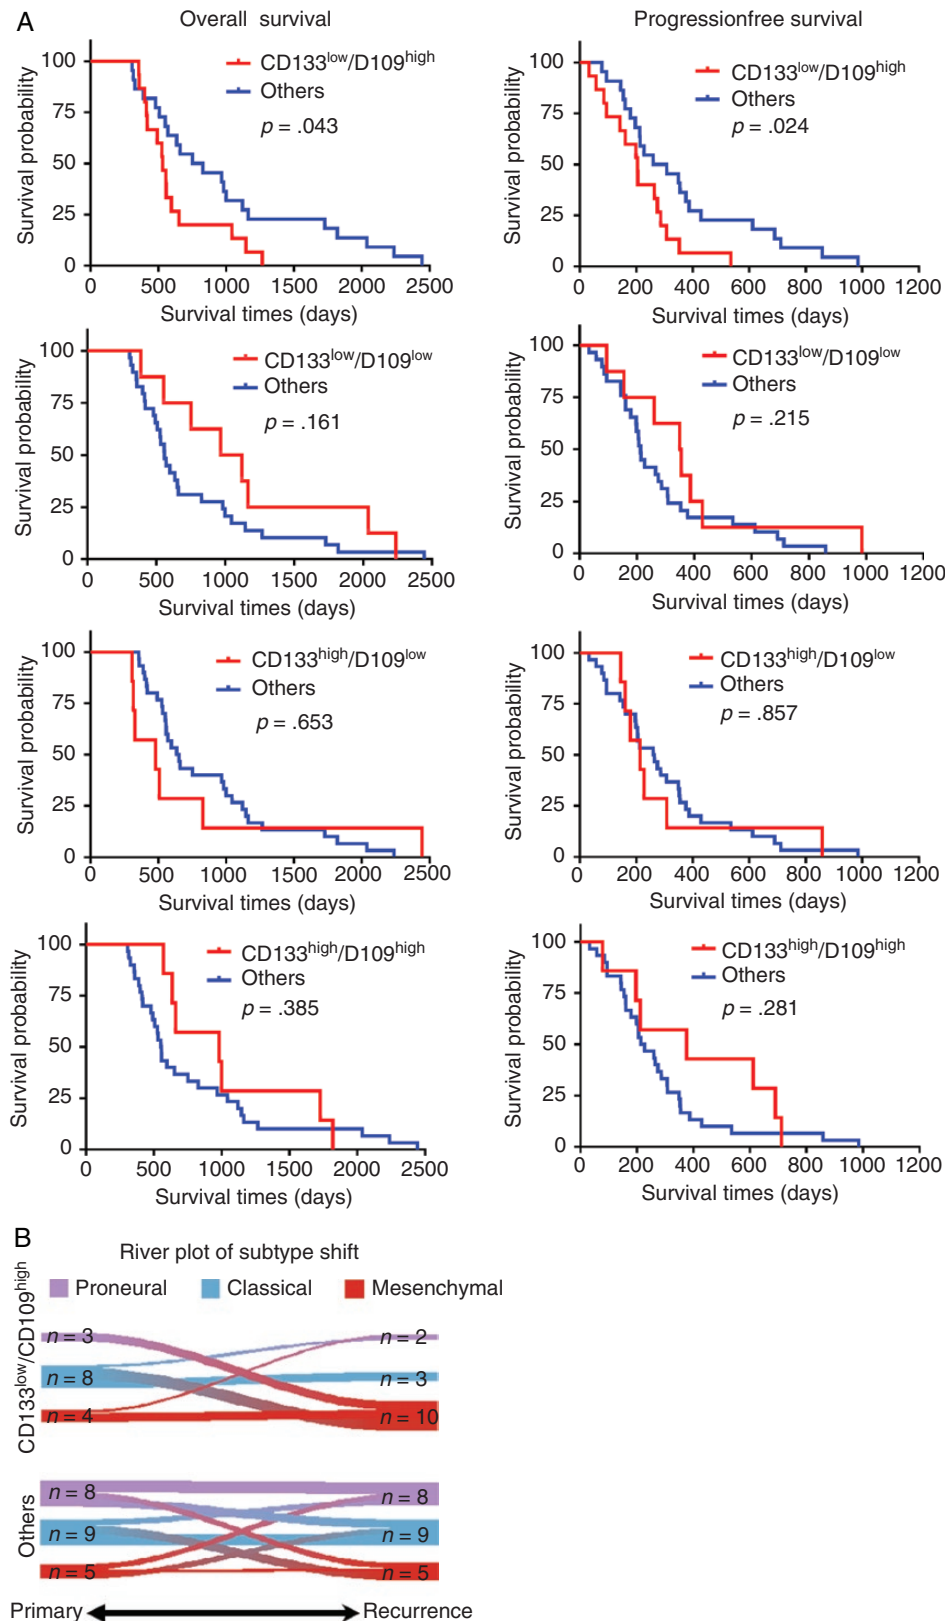 A
Overall survival
Progressionfree survival
Survival probability
100
75
50
25
0
CD133low/D109high
Others
p = .043
0 500 1000 1500 2000 2500
Survival times (days)
Survival probability
100
75
50
25
0
CD133low/D109high
Others
p = .024
0 200 400 600 800 1000 1200
Survival times (days)
Survival probability
100
75
50
25
0
CD133low/D109low
Others
p = .161
0 500 1000 1500 2000 2500
Survival times (days)
Survival probability
100
75
50
25
0
CD133low/D109low
Others
p = .215
0 200 400 600 800 1000 1200
Survival times (days)
Survival probability
100
75
50
25
0
CD133high/D109low
Others
p = .653
0 500 1000 1500 2000 2500
Survival times (days)
Survival probability
100
75
50
25
0
CD133high/D109low
Others
p = .857
0 200 400 600 800 1000 1200
Survival times (days)
Survival probability
100
75
50
25
0
CD133high/D109high
Others
p = .385
0 500 1000 1500 2000 2500
Survival times (days)
Survival probability
100
75
50
25
0
CD133high/D109high
Others
p = .281
0 200 400 600 800 1000 1200
Survival times (days)
B
River plot of subtype shift
Proneural Classical Mesenchymal
CD133low/CD109high
n = 3 n = 2
n = 8 n = 3
n = 4 n = 10
Others
n = 8 n = 8
n = 9 n = 9
n = 5 n = 5
Primary Recurrence